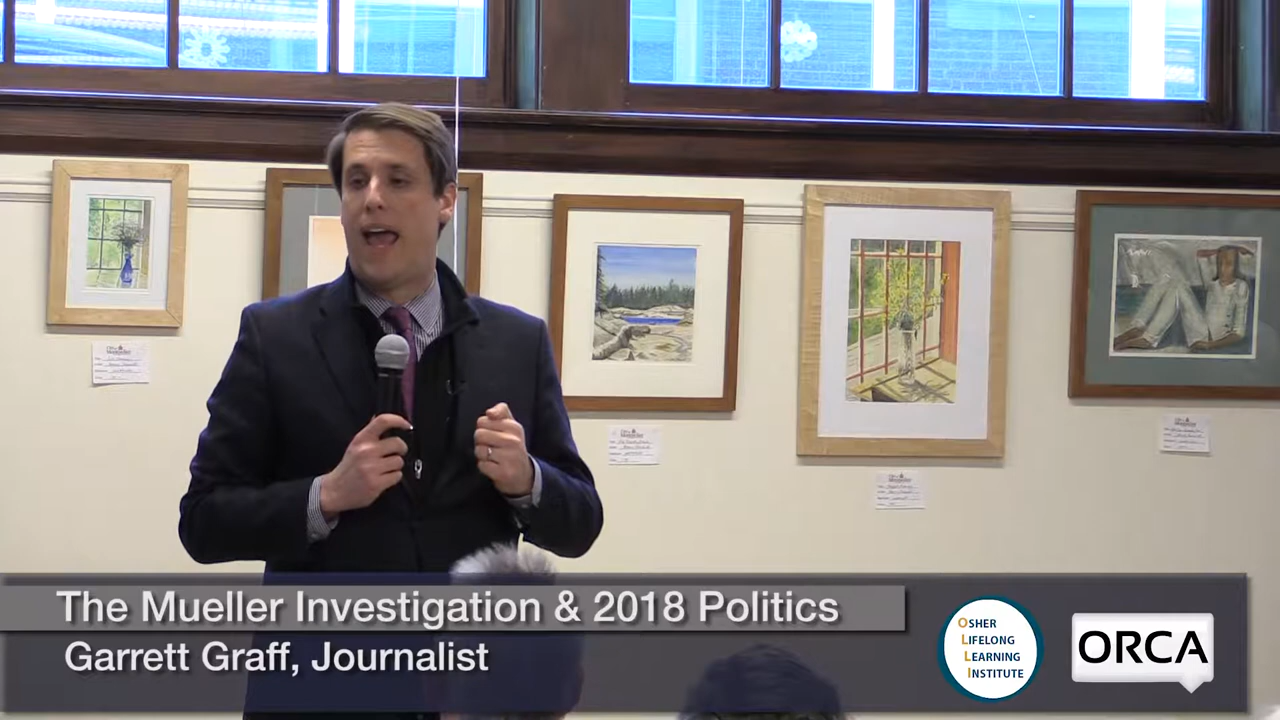 The Mueller Investigation & 2018 Politics
Garrett Graff, Journalist
OSHER
LIFELONG
LEARNING
INSTITUTE
ORCA